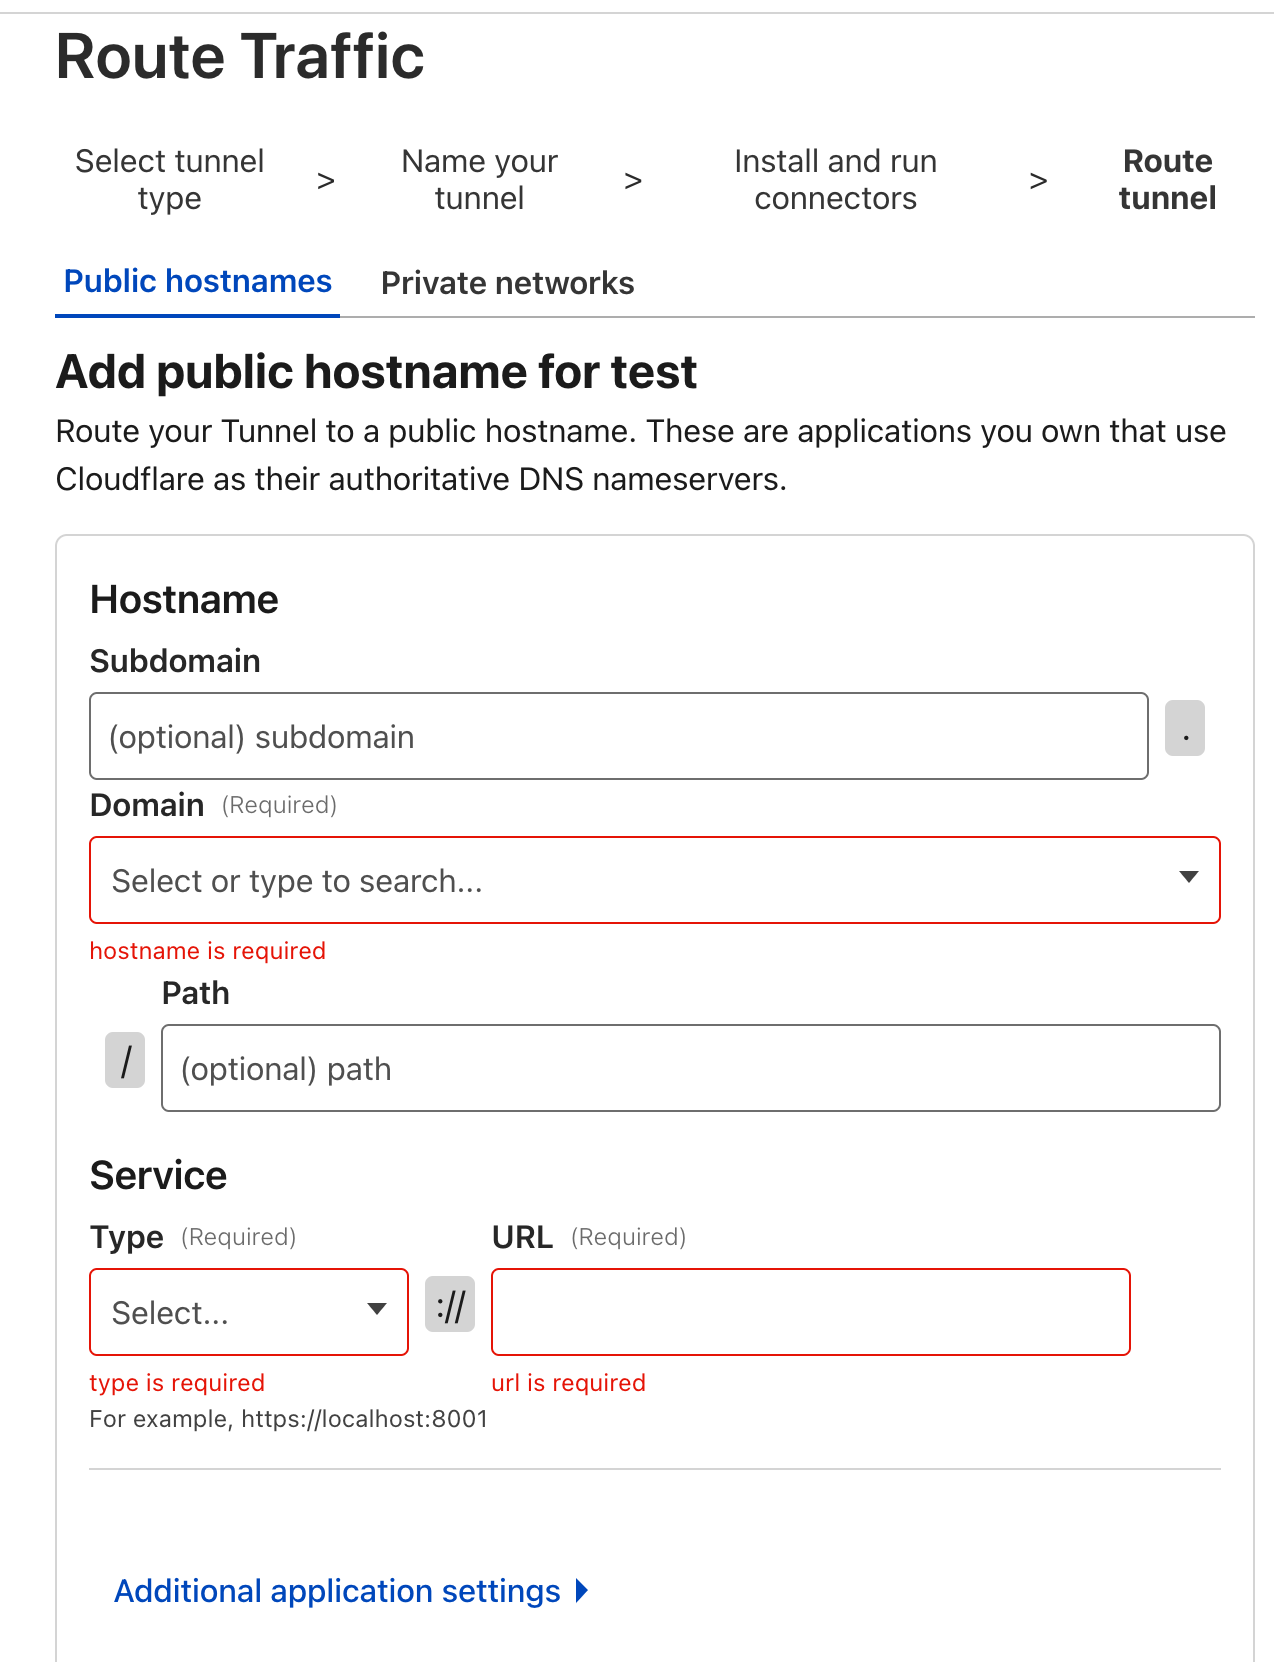 Route Traffic
Select tunnel type > Name your tunnel > Install and run connectors > Route tunnel
Public hostnames Private networks
Add public hostname for test
Route your Tunnel to a public hostname. These are applications you own that use
Cloudflare as their authoritative DNS nameservers.
Hostname
Subdomain
(optional) subdomain .
Domain (Required)
Select or type to search...
hostname is required
Path
/ (optional) path
Service
Type (Required) URL (Required)
Select... ://
type is required url is required
For example, https://localhost:8001
Additional application settings